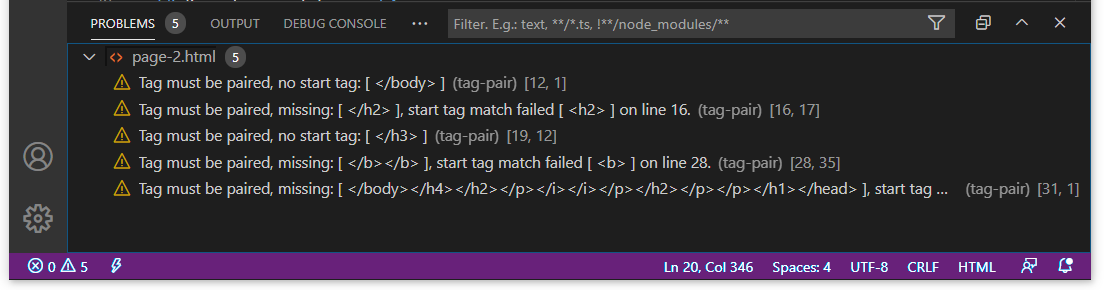 PROBLEMS 5 OUTPUT DEBUG CONSOLE ··· Filter. E.g.: text, **/*.ts, !**/node_modules/**
<> page-2.html 5
Tag must be paired, no start tag: [ </body> ] (tag-pair) [12, 1]
Tag must be paired, missing: [ </h2> ], start tag match failed [ <h2> ] on line 16. (tag-pair) [16, 17]
Tag must be paired, no start tag: [ </h3> ] (tag-pair) [19, 12]
Tag must be paired, missing: [ </b></b> ], start tag match failed [ <b> ] on line 28. (tag-pair) [28, 35]
Tag must be paired, missing: [ </body></h4></h2></p></i></i></p></h2></p></p></h1></head> ], start tag ... (tag-pair) [31, 1]
0 5 Ln 20, Col 346 Spaces: 4 UTF-8 CRLF HTML